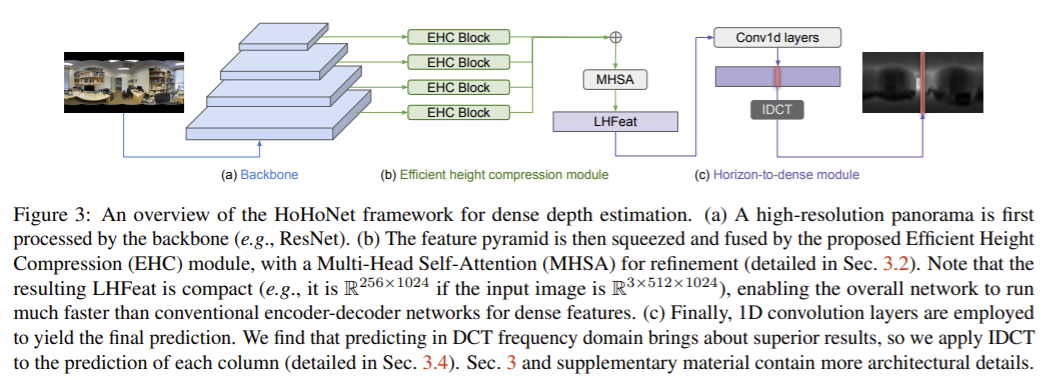 EHC Block
EHC Block
EHC Block
EHC Block
MHSA
LHFeat
Conv1d layers
IDCT
(a) Backbone
(b) Efficient height compression module
(c) Horizon-to-dense module
Figure 3: An overview of the HoHoNet framework for dense depth estimation. (a) A high-resolution panorama is first
processed by the backbone (e.g., ResNet). (b) The feature pyramid is then squeezed and fused by the proposed Efficient Height
Compression (EHC) module, with a Multi-Head Self-Attention (MHSA) for refinement (detailed in Sec. 3.2). Note that the
resulting LHFeat is compact (e.g., it is ℝ^{256×1024} if the input image is ℝ^{3×512×1024}), enabling the overall network to run
much faster than conventional encoder-decoder networks for dense features. (c) Finally, 1D convolution layers are employed
to yield the final prediction. We find that predicting in DCT frequency domain brings about superior results, so we apply IDCT
to the prediction of each column (detailed in Sec. 3.4). Sec. 3 and supplementary material contain more architectural details.